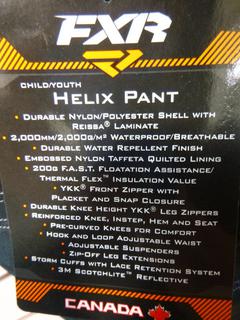 FXR
CHILD/YOUTH
HELIX PANT
• DURABLE NYLON/POLYESTER SHELL WITH
REISSA® LAMINATE
• 2,000MM/2,000G/M² WATERPROOF/BREATHABLE
• DURABLE WATER REPELLENT FINISH
• EMBOSSED NYLON TAFFETA QUILTED LINING
• 200G F.A.S.T. FLOATATION ASSISTANCE/
THERMAL FLEX™ INSULATION VALUE
• YKK® FRONT ZIPPER WITH
PLACKET AND SNAP CLOSURE
• DURABLE KNEE HEIGHT YKK® LEG ZIPPERS
• REINFORCED KNEE, INSTEP, HEM AND SEAT
• PRE-CURVED KNEES FOR COMFORT
• HOOK AND LOOP ADJUSTABLE WAIST
• ADJUSTABLE SUSPENDERS
• ZIP-OFF LEG EXTENSIONS
• STORM CUFFS WITH LACE RETENTION SYSTEM
• 3M SCOTCHLITE™ REFLECTIVE
CANADA